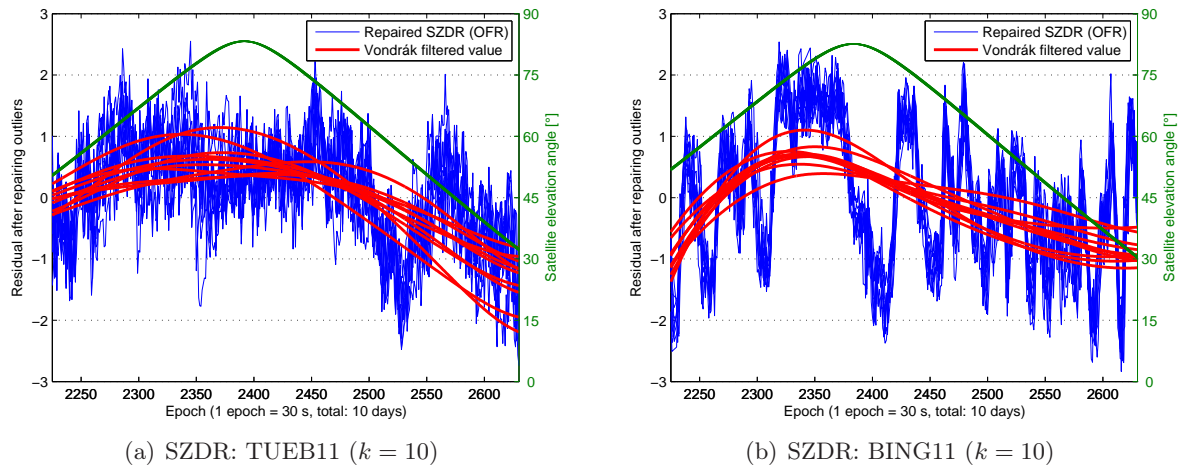 Residual after repairing outliers
3
2
1
0
−1
−2
−3
Repaired SZDR (OFR)
Vondrák filtered value
90
75
60
45
30
15
0
Satellite elevation angle [°]
2250 2300 2350 2400 2450 2500 2550 2600
Epoch (1 epoch = 30 s, total: 10 days)
(a) SZDR: TUEB11 (k = 10)
Residual after repairing outliers
3
2
1
0
−1
−2
−3
Repaired SZDR (OFR)
Vondrák filtered value
90
75
60
45
30
15
0
Satellite elevation angle [°]
2250 2300 2350 2400 2450 2500 2550 2600
Epoch (1 epoch = 30 s, total: 10 days)
(b) SZDR: BING11 (k = 10)